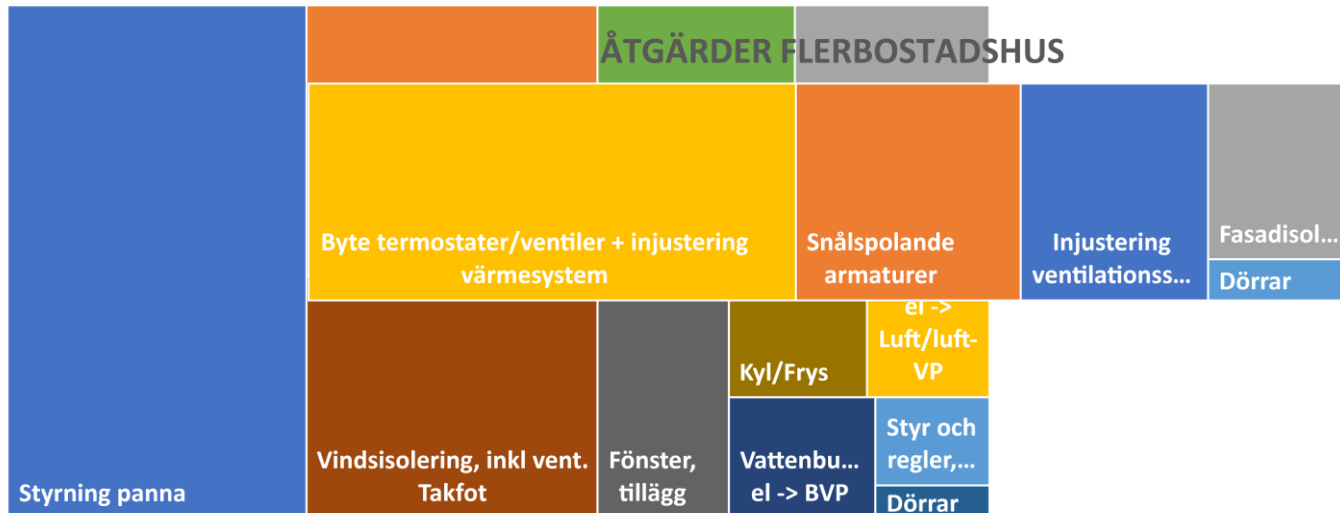 ÅTGÄRDER FLERBOSTADSHUS
Byte termostater/ventiler + injustering
värmesystem
Snålspolande
armaturer
Injustering
ventilationss...
Fasadisol...
Dörrar
Styrning panna
Vindsisolering, inkl vent.
Takfot
Fönster,
tillägg
Kyl/Frys
el ->
Luft/luft-
VP
Vattenbu...
el -> BVP
Styr och
regler,...
Dörrar